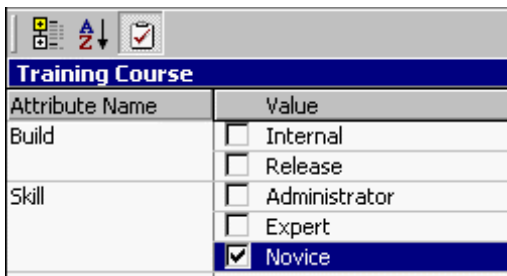 A
Z
Training Course
Attribute Name Value
Build Internal
Release
Skill Administrator
Expert
Novice